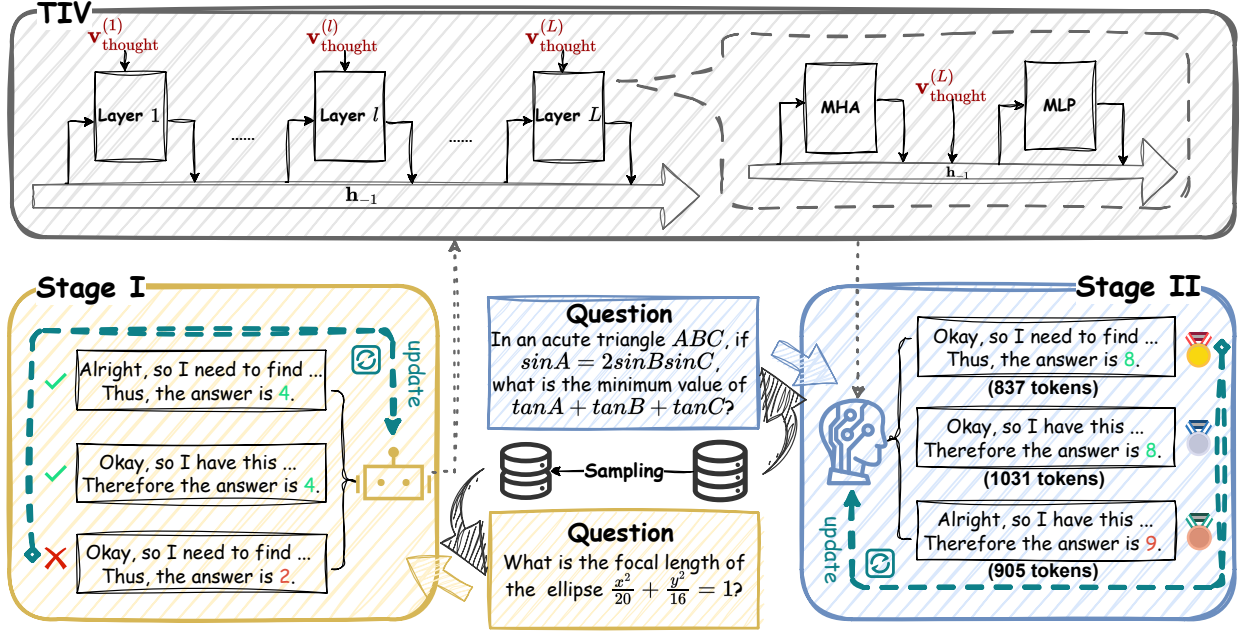 TIV
v_thought^(1)
v_thought^(l)
v_thought^(L)
Layer 1
......
Layer l
......
Layer L
h_{-1}
MHA
v_thought^(L)
MLP
h_{-1}
Stage I
Alright, so I need to find ...
Thus, the answer is 4.
Okay, so I have this ...
Therefore the answer is 4.
Okay, so I need to find ...
Thus, the answer is 2.
update
Question
In an acute triangle ABC, if
sinA = 2sinBsinC,
what is the minimum value of
tanA + tanB + tanC?
Sampling
Question
What is the focal length of
the ellipse x²/20 + y²/16 = 1?
Stage II
Okay, so I need to find ...
Thus, the answer is 8.
(837 tokens)
Okay, so I have this ...
Therefore the answer is 8.
(1031 tokens)
Alright, so I have this ...
Therefore the answer is 9.
(905 tokens)
update